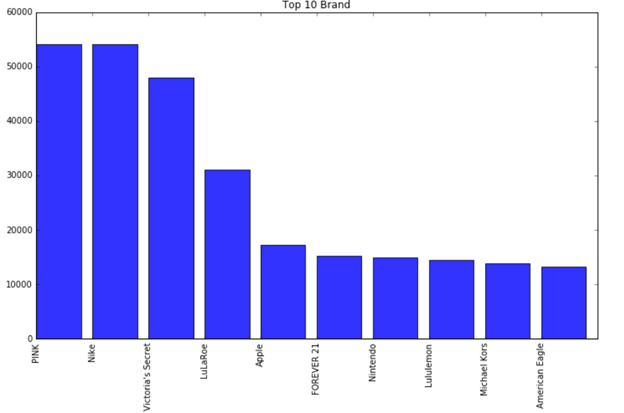 Top 10 Brand
60000
50000
40000
30000
20000
10000
0
PINK
Nike
Victoria's Secret
LuLaRoe
Apple
FOREVER 21
Nintendo
Lululemon
Michael Kors
American Eagle